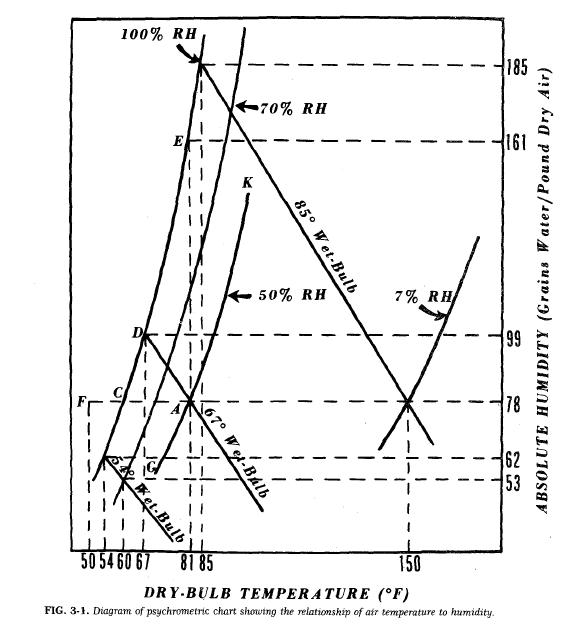 100% RH
185
70% RH
E
161
K
85° Wet-Bulb
50% RH
7% RH
D
99
C
F
A
78
67° Wet-Bulb
G
62
54° Wet-Bulb
53
50 54 60 67 81 85 150
ABSOLUTE HUMIDITY (Grains Water/Pound Dry Air)
DRY-BULB TEMPERATURE (°F)
FIG. 3-1. Diagram of psychrometric chart showing the relationship of air temperature to humidity.